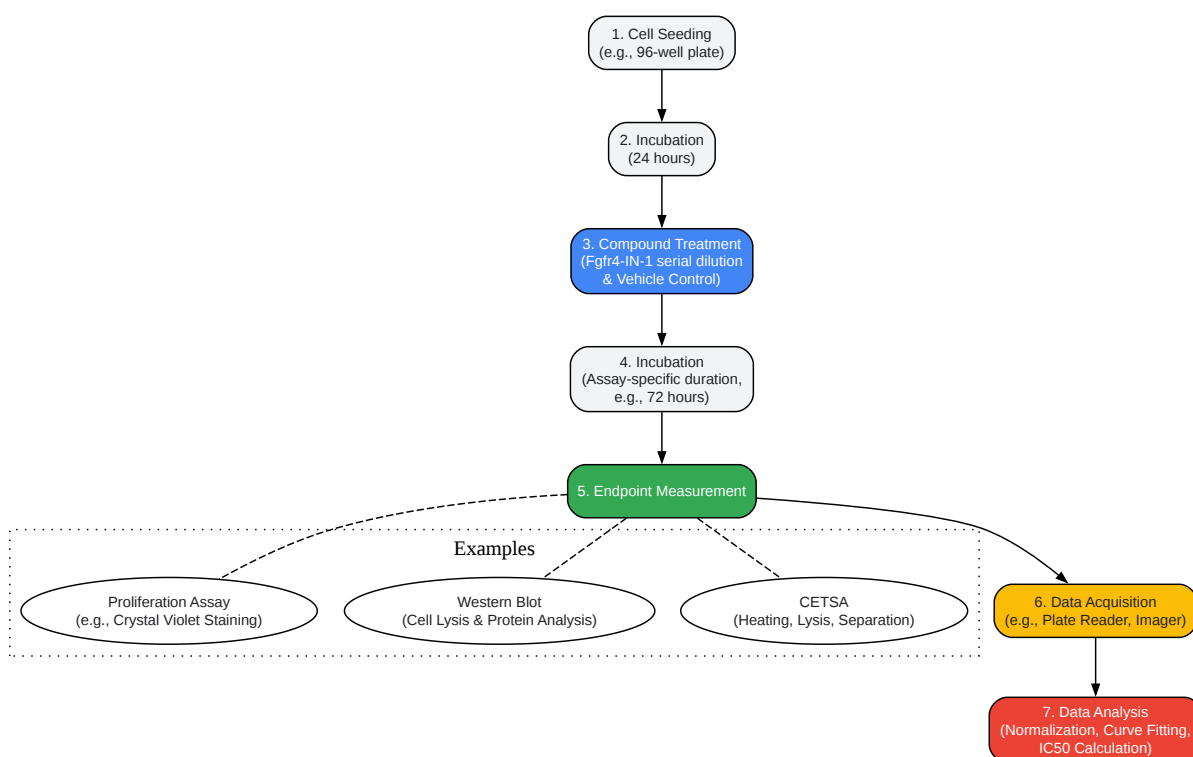 1. Cell Seeding
(e.g., 96-well plate)
2. Incubation
(24 hours)
3. Compound Treatment
(Fgfr4-IN-1 serial dilution
& Vehicle Control)
4. Incubation
(Assay-specific duration,
e.g., 72 hours)
5. Endpoint Measurement
Examples
Proliferation Assay
(e.g., Crystal Violet Staining)
Western Blot
(Cell Lysis & Protein Analysis)
CETSA
(Heating, Lysis, Separation)
6. Data Acquisition
(e.g., Plate Reader, Imager)
7. Data Analysis
(Normalization, Curve Fitting,
IC50 Calculation)